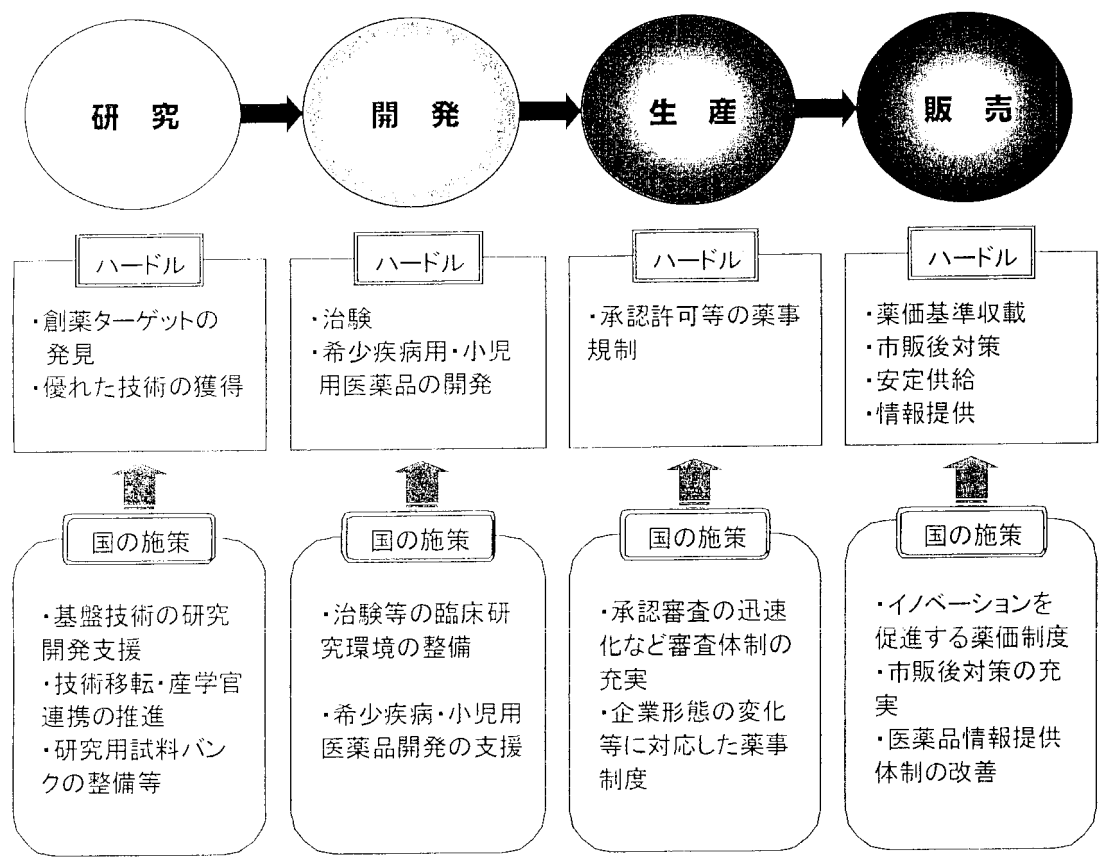 研 究
開 発
生 産
販 売
ハードル
・創薬ターゲットの
発見
・優れた技術の獲得
ハードル
・治験
・希少疾病用・小児
用医薬品の開発
ハードル
・承認許可等の薬事
規制
ハードル
・薬価基準収載
・市販後対策
・安定供給
・情報提供
国の施策
・基盤技術の研究
開発支援
・技術移転・産学官
連携の推進
・研究用試料バン
クの整備等
国の施策
・治験等の臨床研
究環境の整備
・希少疾病・小児用
医薬品開発の支援
国の施策
・承認審査の迅速
化など審査体制の
充実
・企業形態の変化
等に対応した薬事
制度
国の施策
・イノベーションを
促進する薬価制度
・市販後対策の充
実
・医薬品情報提供
体制の改善